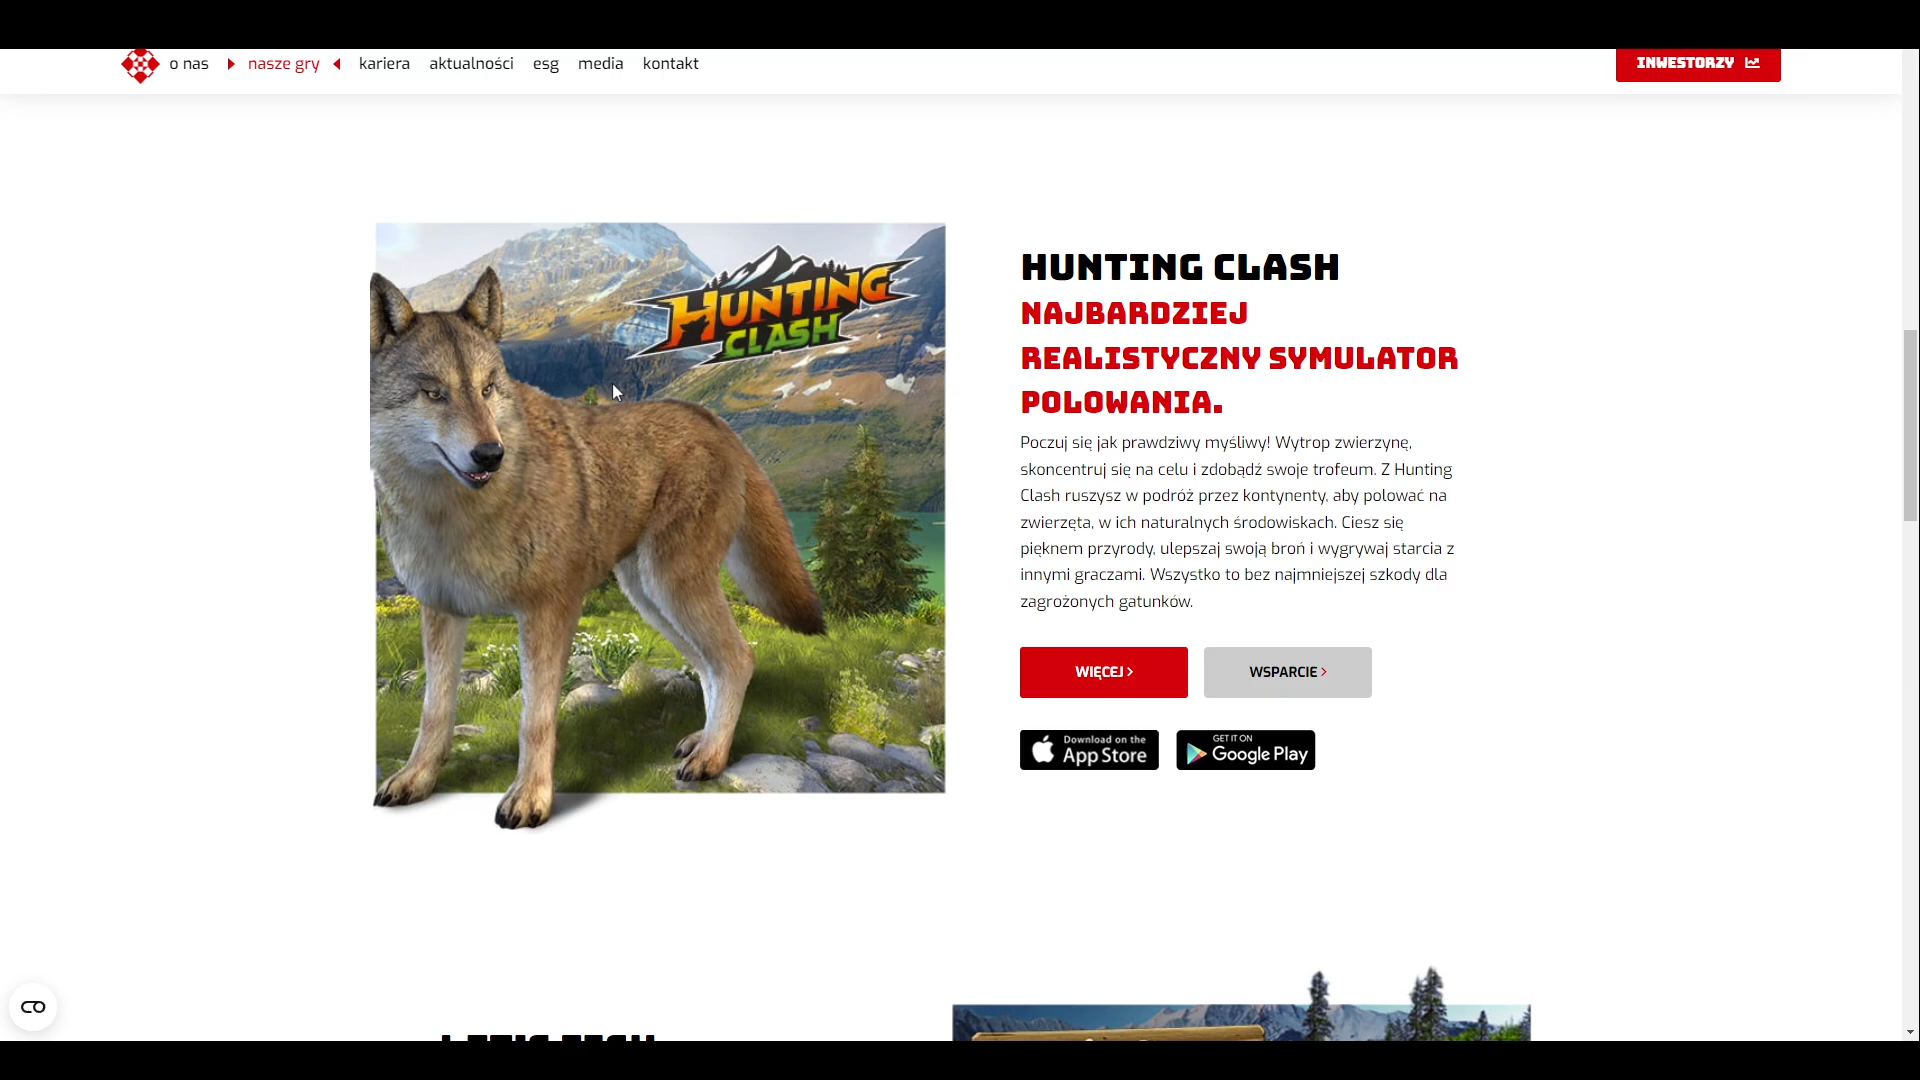 o nas nasze gry kariera aktualności esg media kontakt
INWESTORZY
HUNTING
CLASH
HUNTING CLASH
NAJBARDZIEJ
REALISTYCZNY SYMULATOR
POLOWANIA.
Poczuj się jak prawdziwy myśliwy! Wytrop zwierzynę,
skoncentruj się na celu i zdobądź swoje trofeum. Z Hunting
Clash ruszysz w podróż przez kontynenty, aby polować na
zwierzęta, w ich naturalnych środowiskach. Ciesz się
pięknem przyrody, ulepszaj swoją broń i wygrywaj starcia z
innymi graczami. Wszystko to bez najmniejszej szkody dla
zagrożonych gatunków.
WIĘCEJ
WSPARCIE
Download on the
App Store
GET IT ON
Google Play